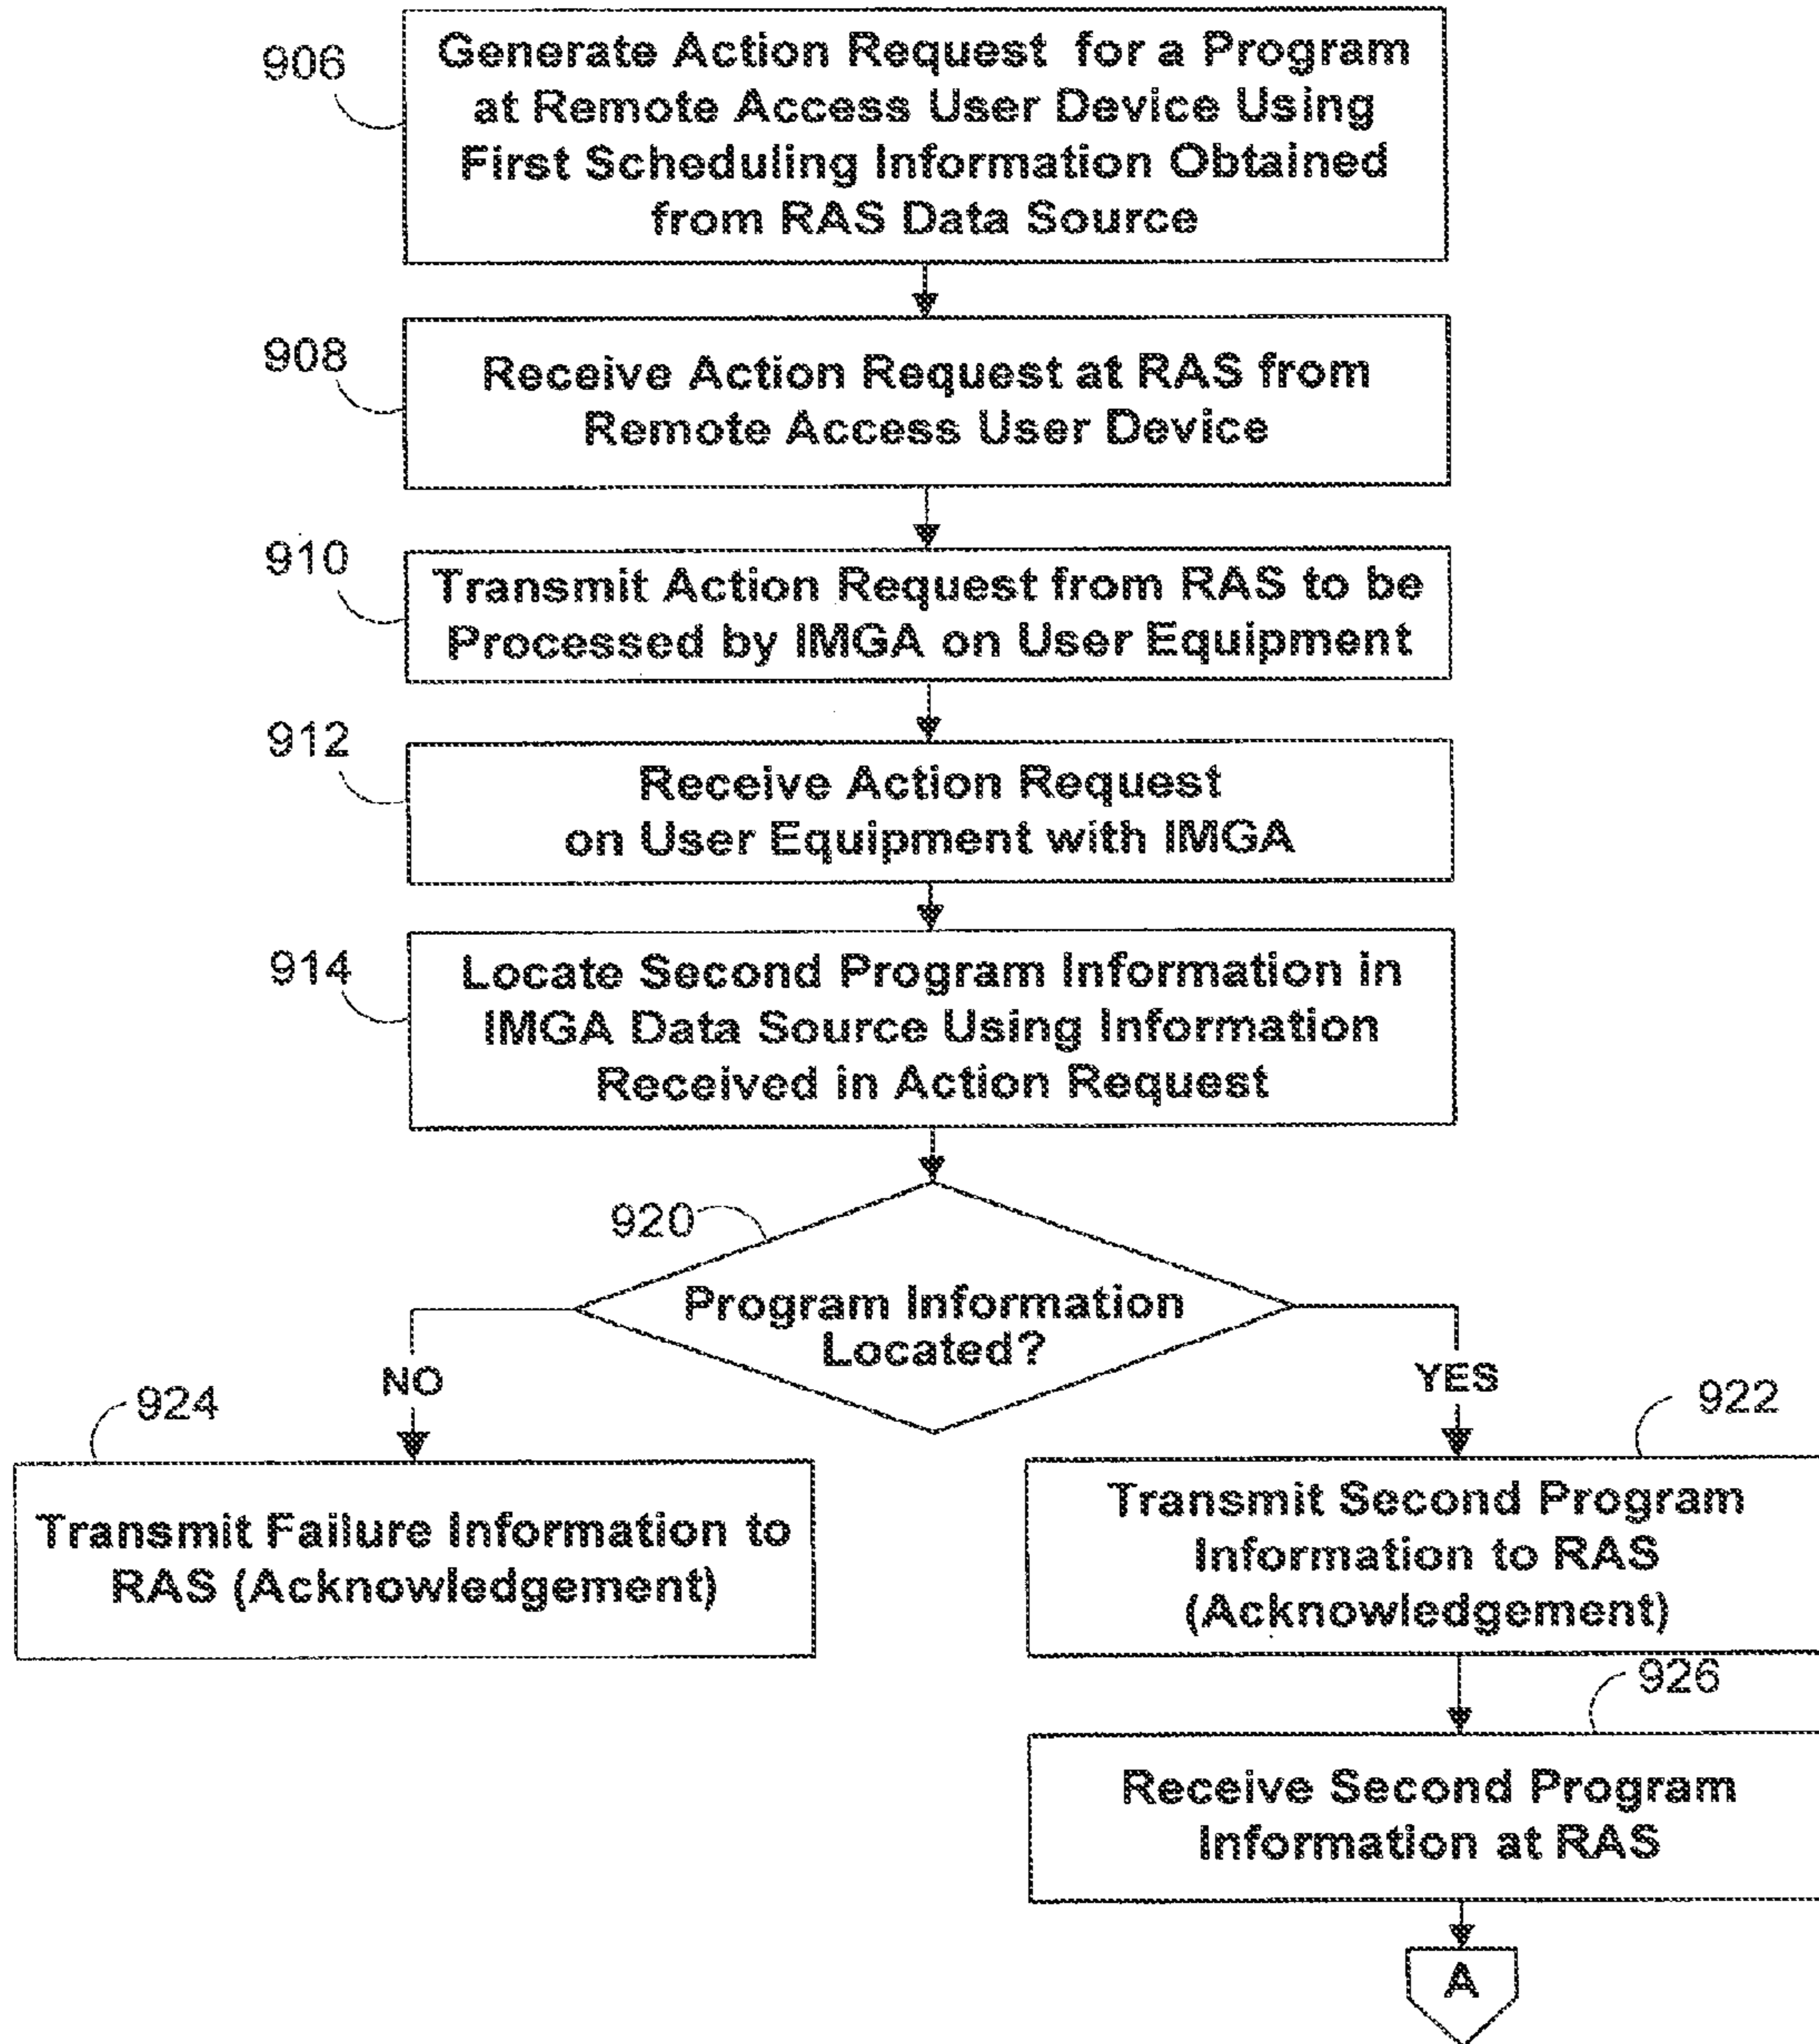 906
Generate Action Request for a Program
at Remote Access User Device Using
First Scheduling Information Obtained
from RAS Data Source
908
Receive Action Request at RAS from
Remote Access User Device
910
Transmit Action Request from RAS to be
Processed by IMGA on User Equipment
912
Receive Action Request
on User Equipment with IMGA
914
Locate Second Program Information in
IMGA Data Source Using Information
Received in Action Request
920
Program Information
Located?
NO
YES
924
Transmit Failure Information to
RAS (Acknowledgement)
922
Transmit Second Program
Information to RAS
(Acknowledgement)
926
Receive Second Program
Information at RAS
A